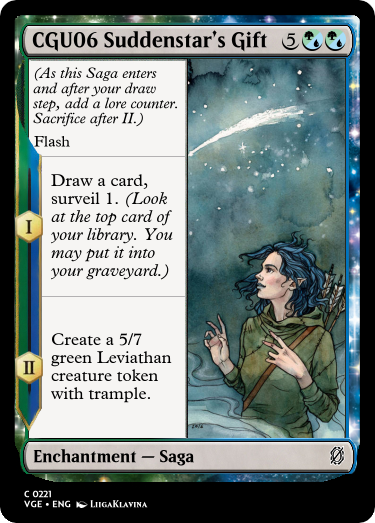 CGU06 Suddenstar's Gift 5
(As this Saga enters
and after your draw
step, add a lore counter.
Sacrifice after II.)
Flash
I
Draw a card,
surveil 1. (Look
at the top card of
your library. You
may put it into
your graveyard.)
II
Create a 5/7
green Leviathan
creature token
with trample.
Enchantment — Saga
C 0221
VGE • ENG LIIGAKLAVINA